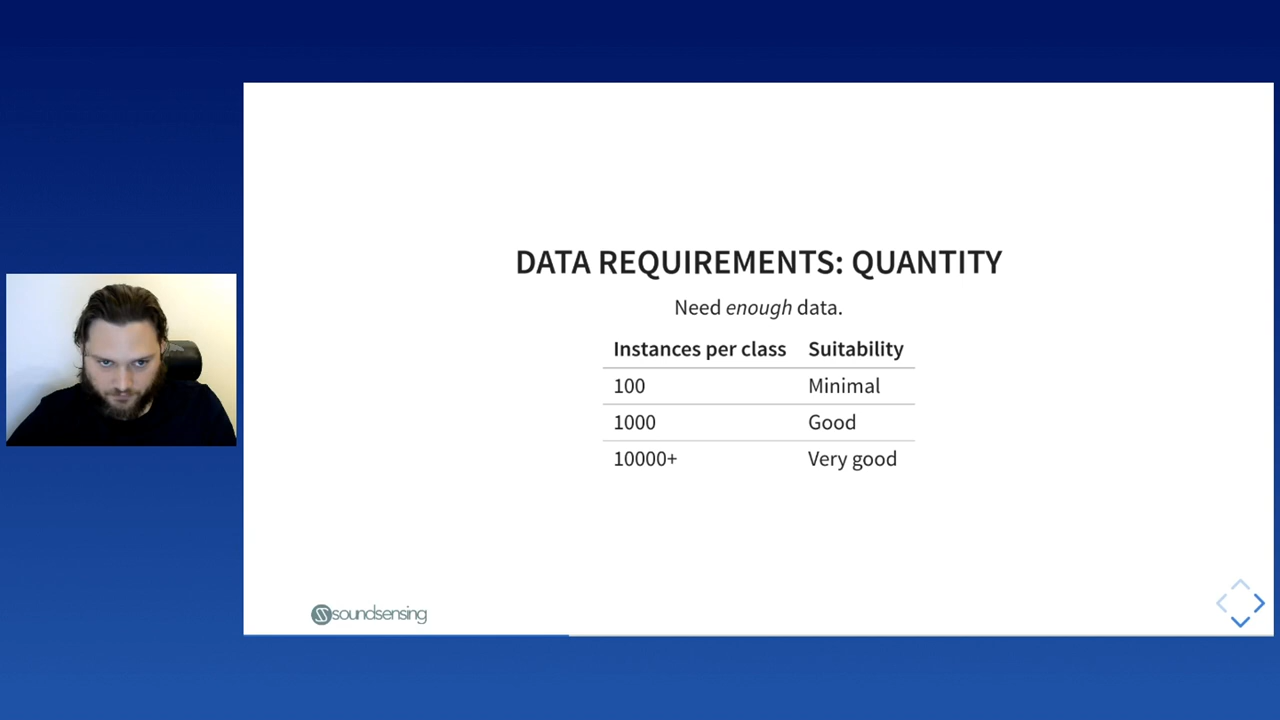 DATA REQUIREMENTS: QUANTITY
Need enough data.
Instances per class Suitability
100 Minimal
1000 Good
10000+ Very good
soundsensing